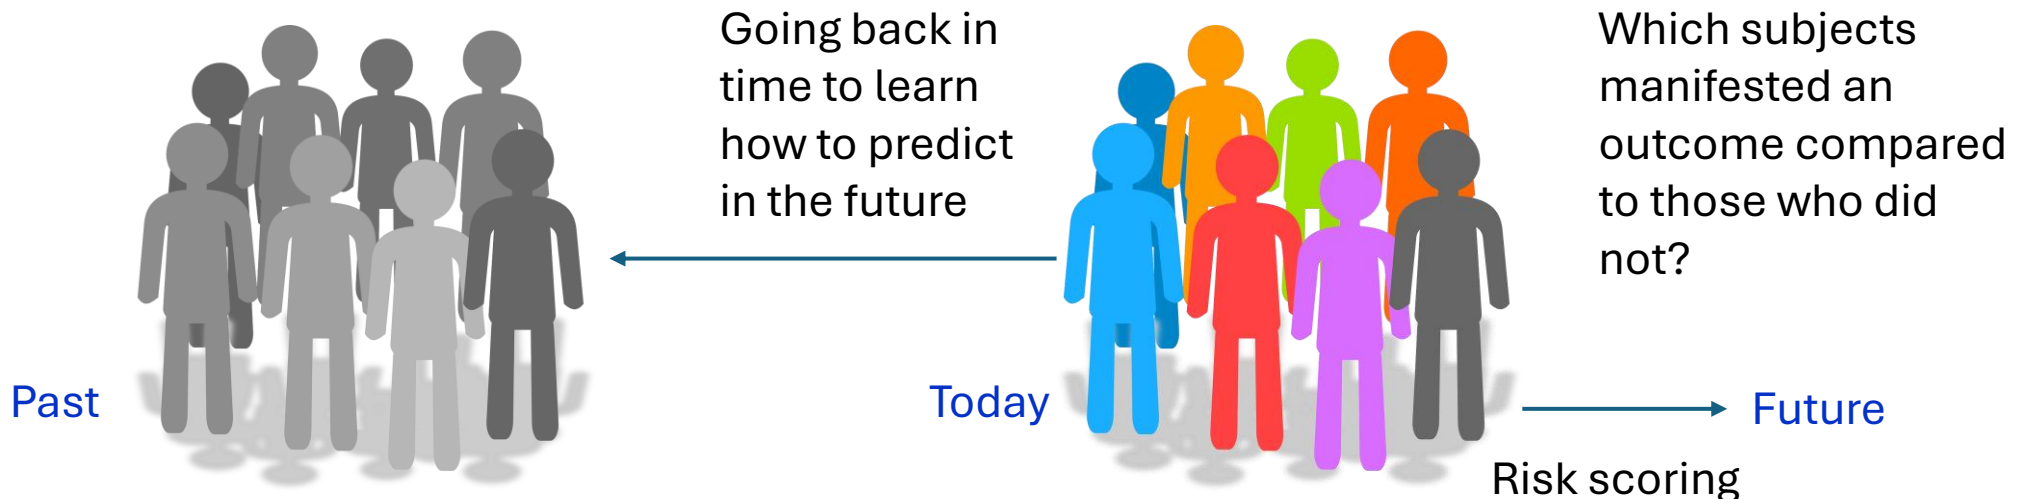 Going back in
time to learn
how to predict
in the future
Which subjects
manifested an
outcome compared
to those who did
not?
Past
Today
Future
Risk scoring